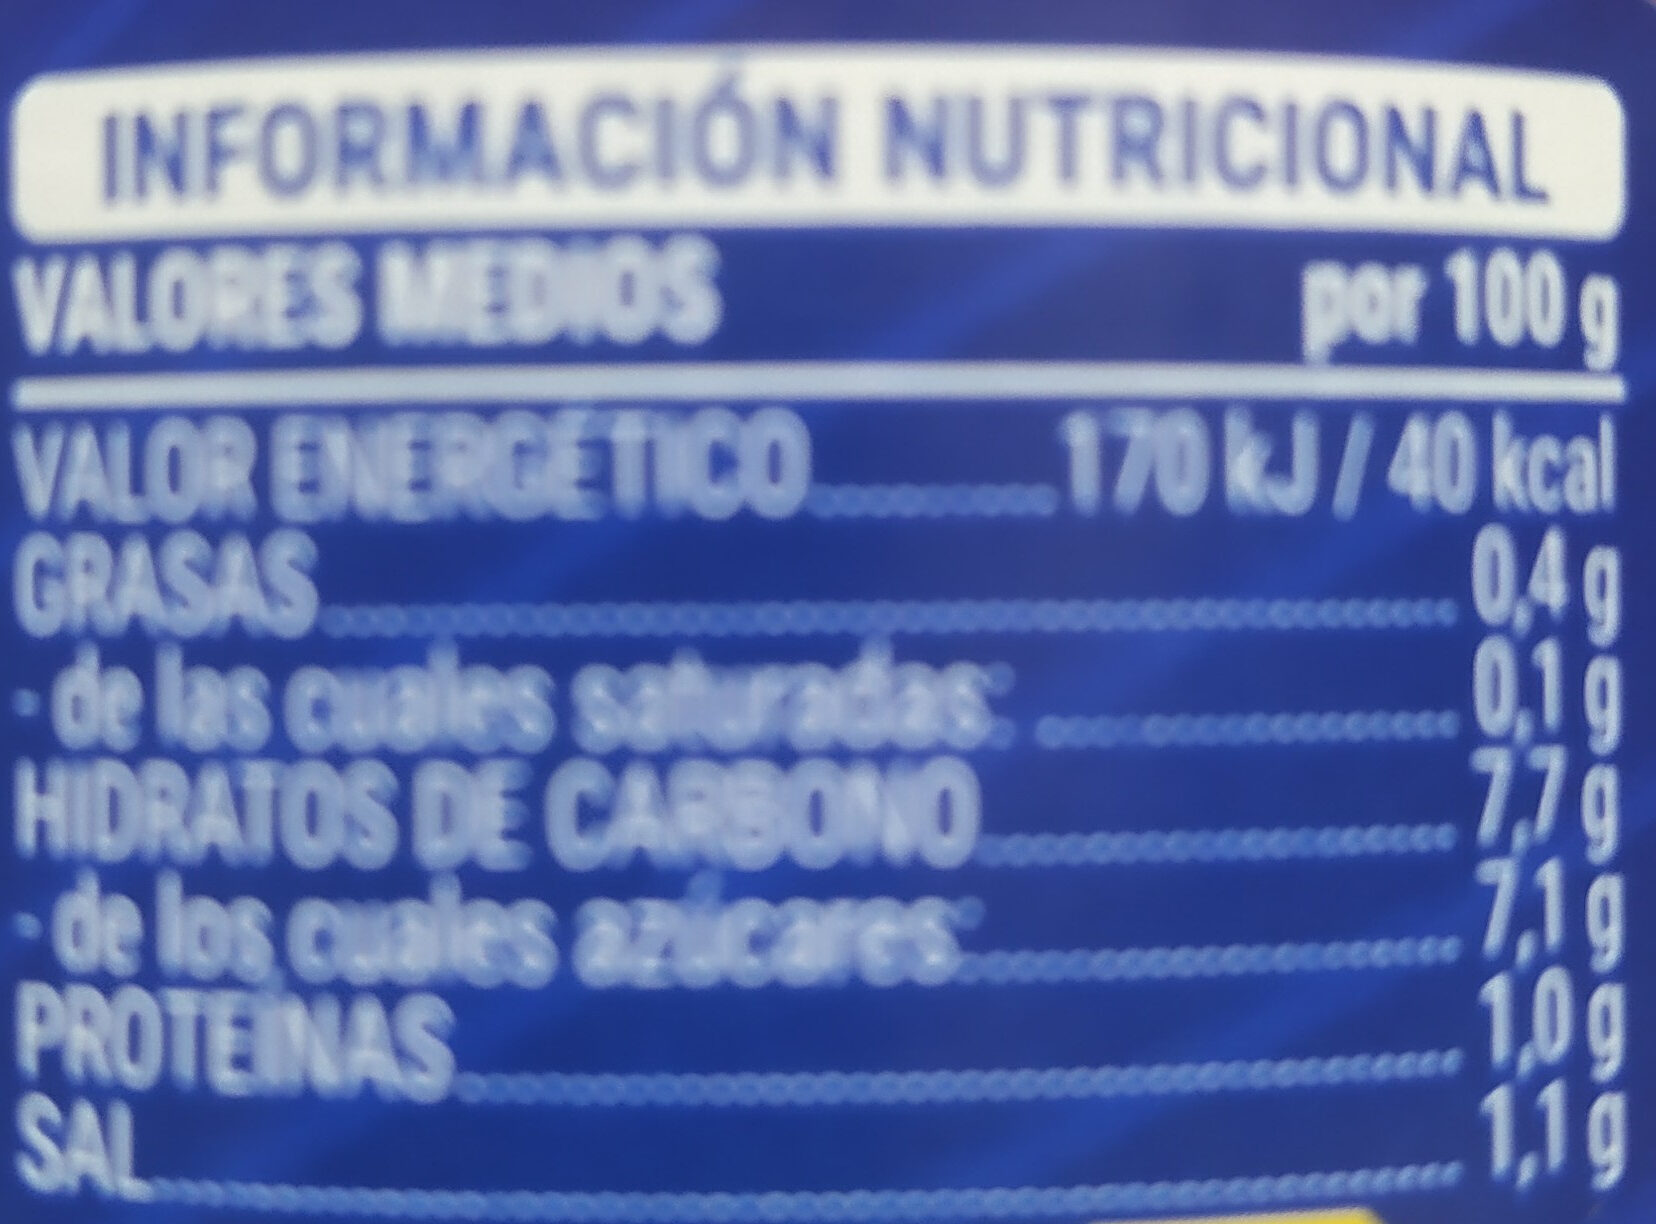 INFORMACIÓN NUTRICIONAL
VALORES MEDIOS por 100 g
VALOR ENERGÉTICO 170 kJ / 40 kcal
GRASAS 0,4 g
- de las cuales saturadas 0,1 g
HIDRATOS DE CARBONO 7,7 g
- de los cuales azúcares 7,1 g
PROTEÍNAS 1,0 g
SAL 1,1 g